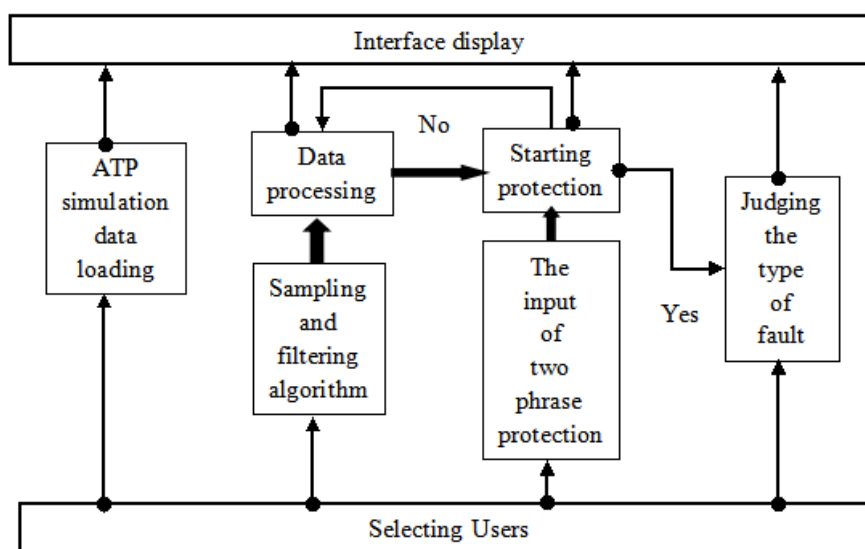 Interface display
ATP
simulation
data
loading
Data
processing
No
Starting
protection
Judging
the
type
of
fault
Sampling
and
filtering
algorithm
The
input
of
two
phrase
protection
Yes
Selecting Users